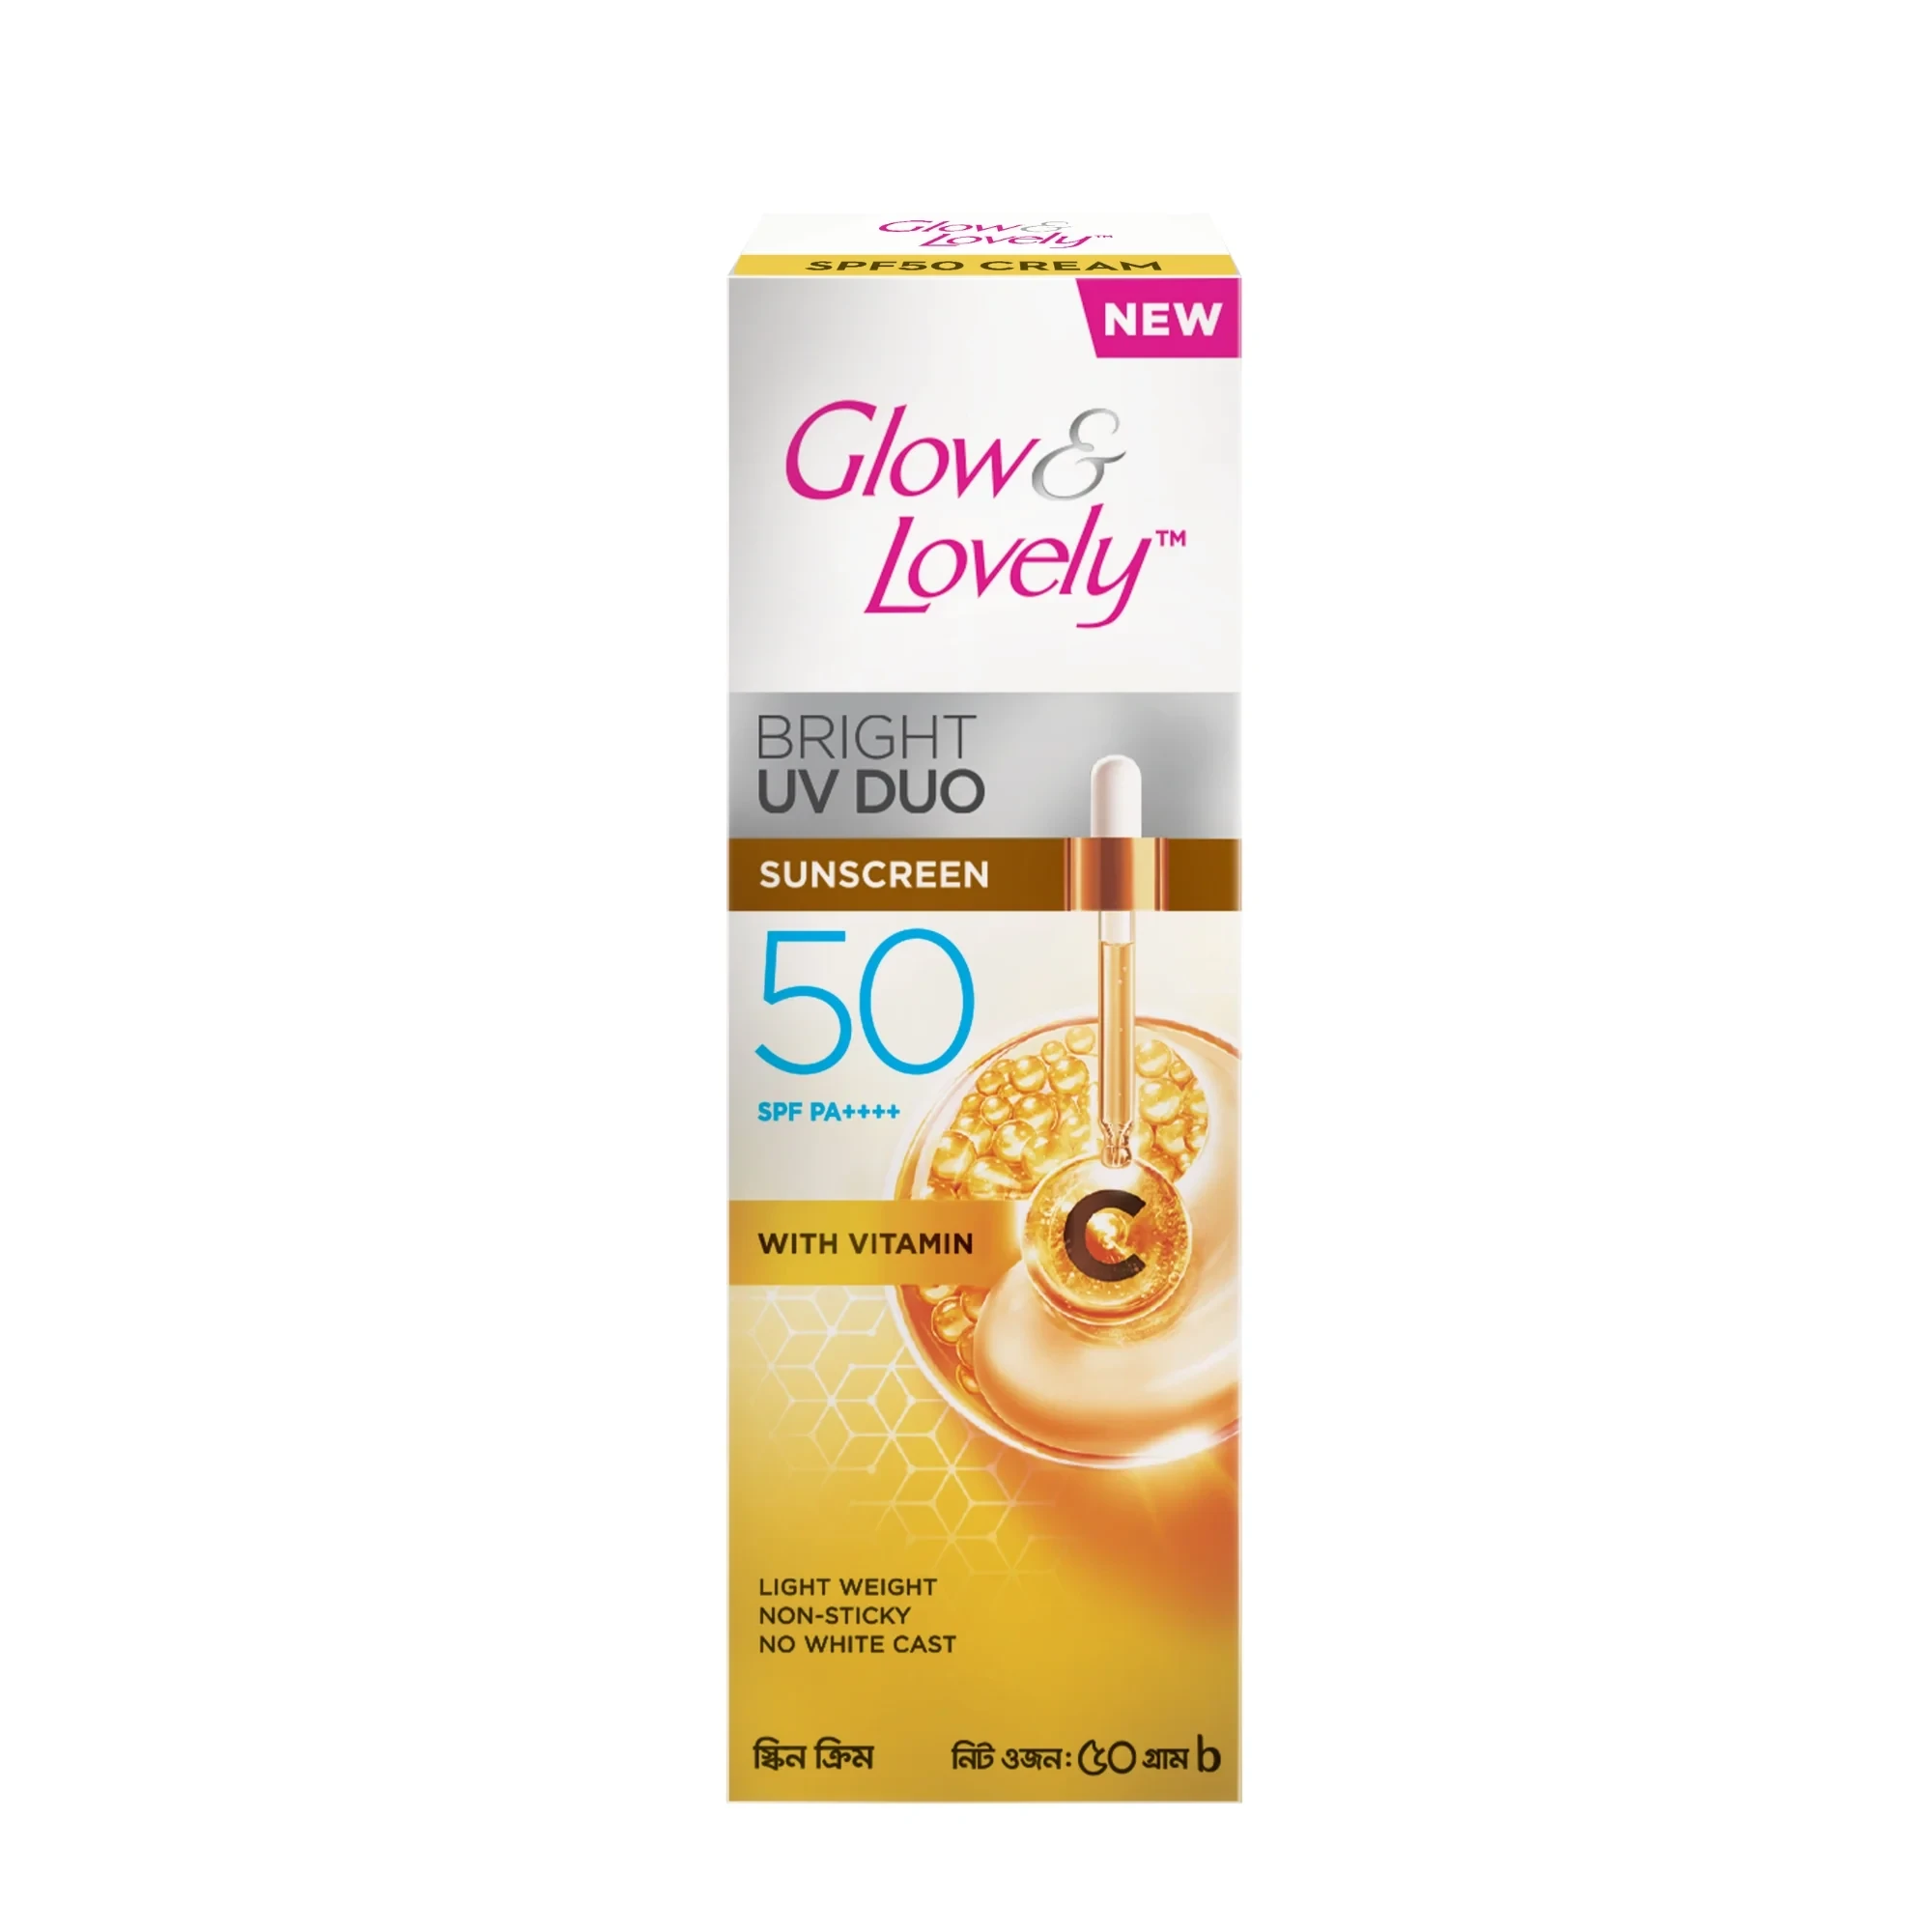 Glow &
Lovely™
SPF50 CREAM
NEW
Glow &
Lovely™
BRIGHT
UV DUO
SUNSCREEN
50
SPF PA++++
WITH VITAMIN C
LIGHT WEIGHT
NON-STICKY
NO WHITE CAST
স্কিন ক্রিম নিট ওজন: ৫০ গ্রাম b